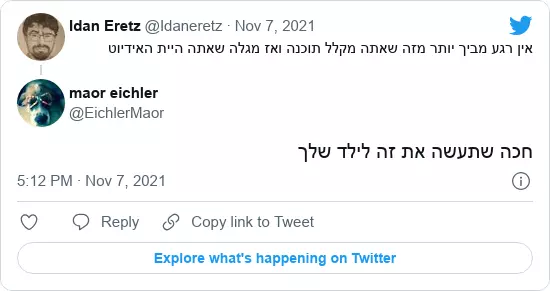 Idan Eretz @Idaneretz · Nov 7, 2021
אין רגע מביך יותר מזה שאתה מקלל תוכנה ואז מגלה שאתה היית האידיוט
maor eichler
@EichlerMaor
חכה שתעשה את זה לילד שלך
5:12 PM · Nov 7, 2021
Reply Copy link to Tweet
Explore what's happening on Twitter